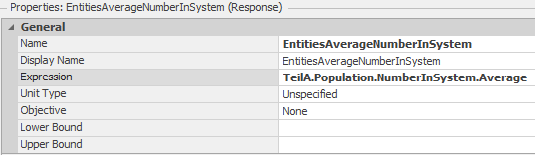 Properties: EntitiesAverageNumberInSystem (Response)
General
Name EntitiesAverageNumberInSystem
Display Name EntitiesAverageNumberInSystem
Expression TeilA.Population.NumberInSystem.Average
Unit Type Unspecified
Objective None
Lower Bound
Upper Bound